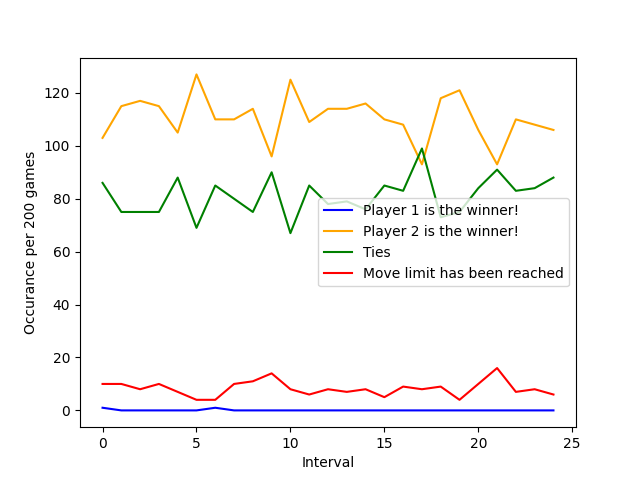 120
100
80
60
40
20
0
Occurance per 200 games
Player 1 is the winner!
Player 2 is the winner!
Ties
Move limit has been reached
0 5 10 15 20 25
Interval